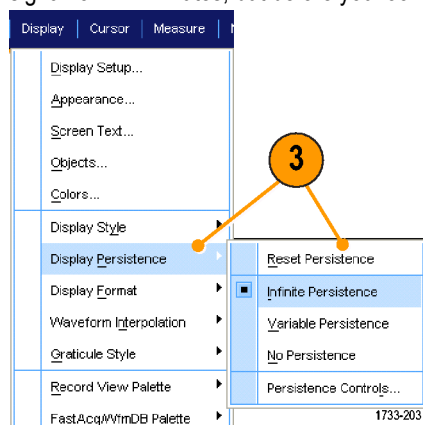 Display | Cursor | Measure |
Display Setup...
Appearance...
Screen Text...
Objects...
Colors...
3
Display Style
Display Persistence
Reset Persistence
Display Format
Infinite Persistence
Waveform Interpolation
Variable Persistence
Graticule Style
No Persistence
Record View Palette
Persistence Controls...
FastAcq/WfmDB Palette
1733-203